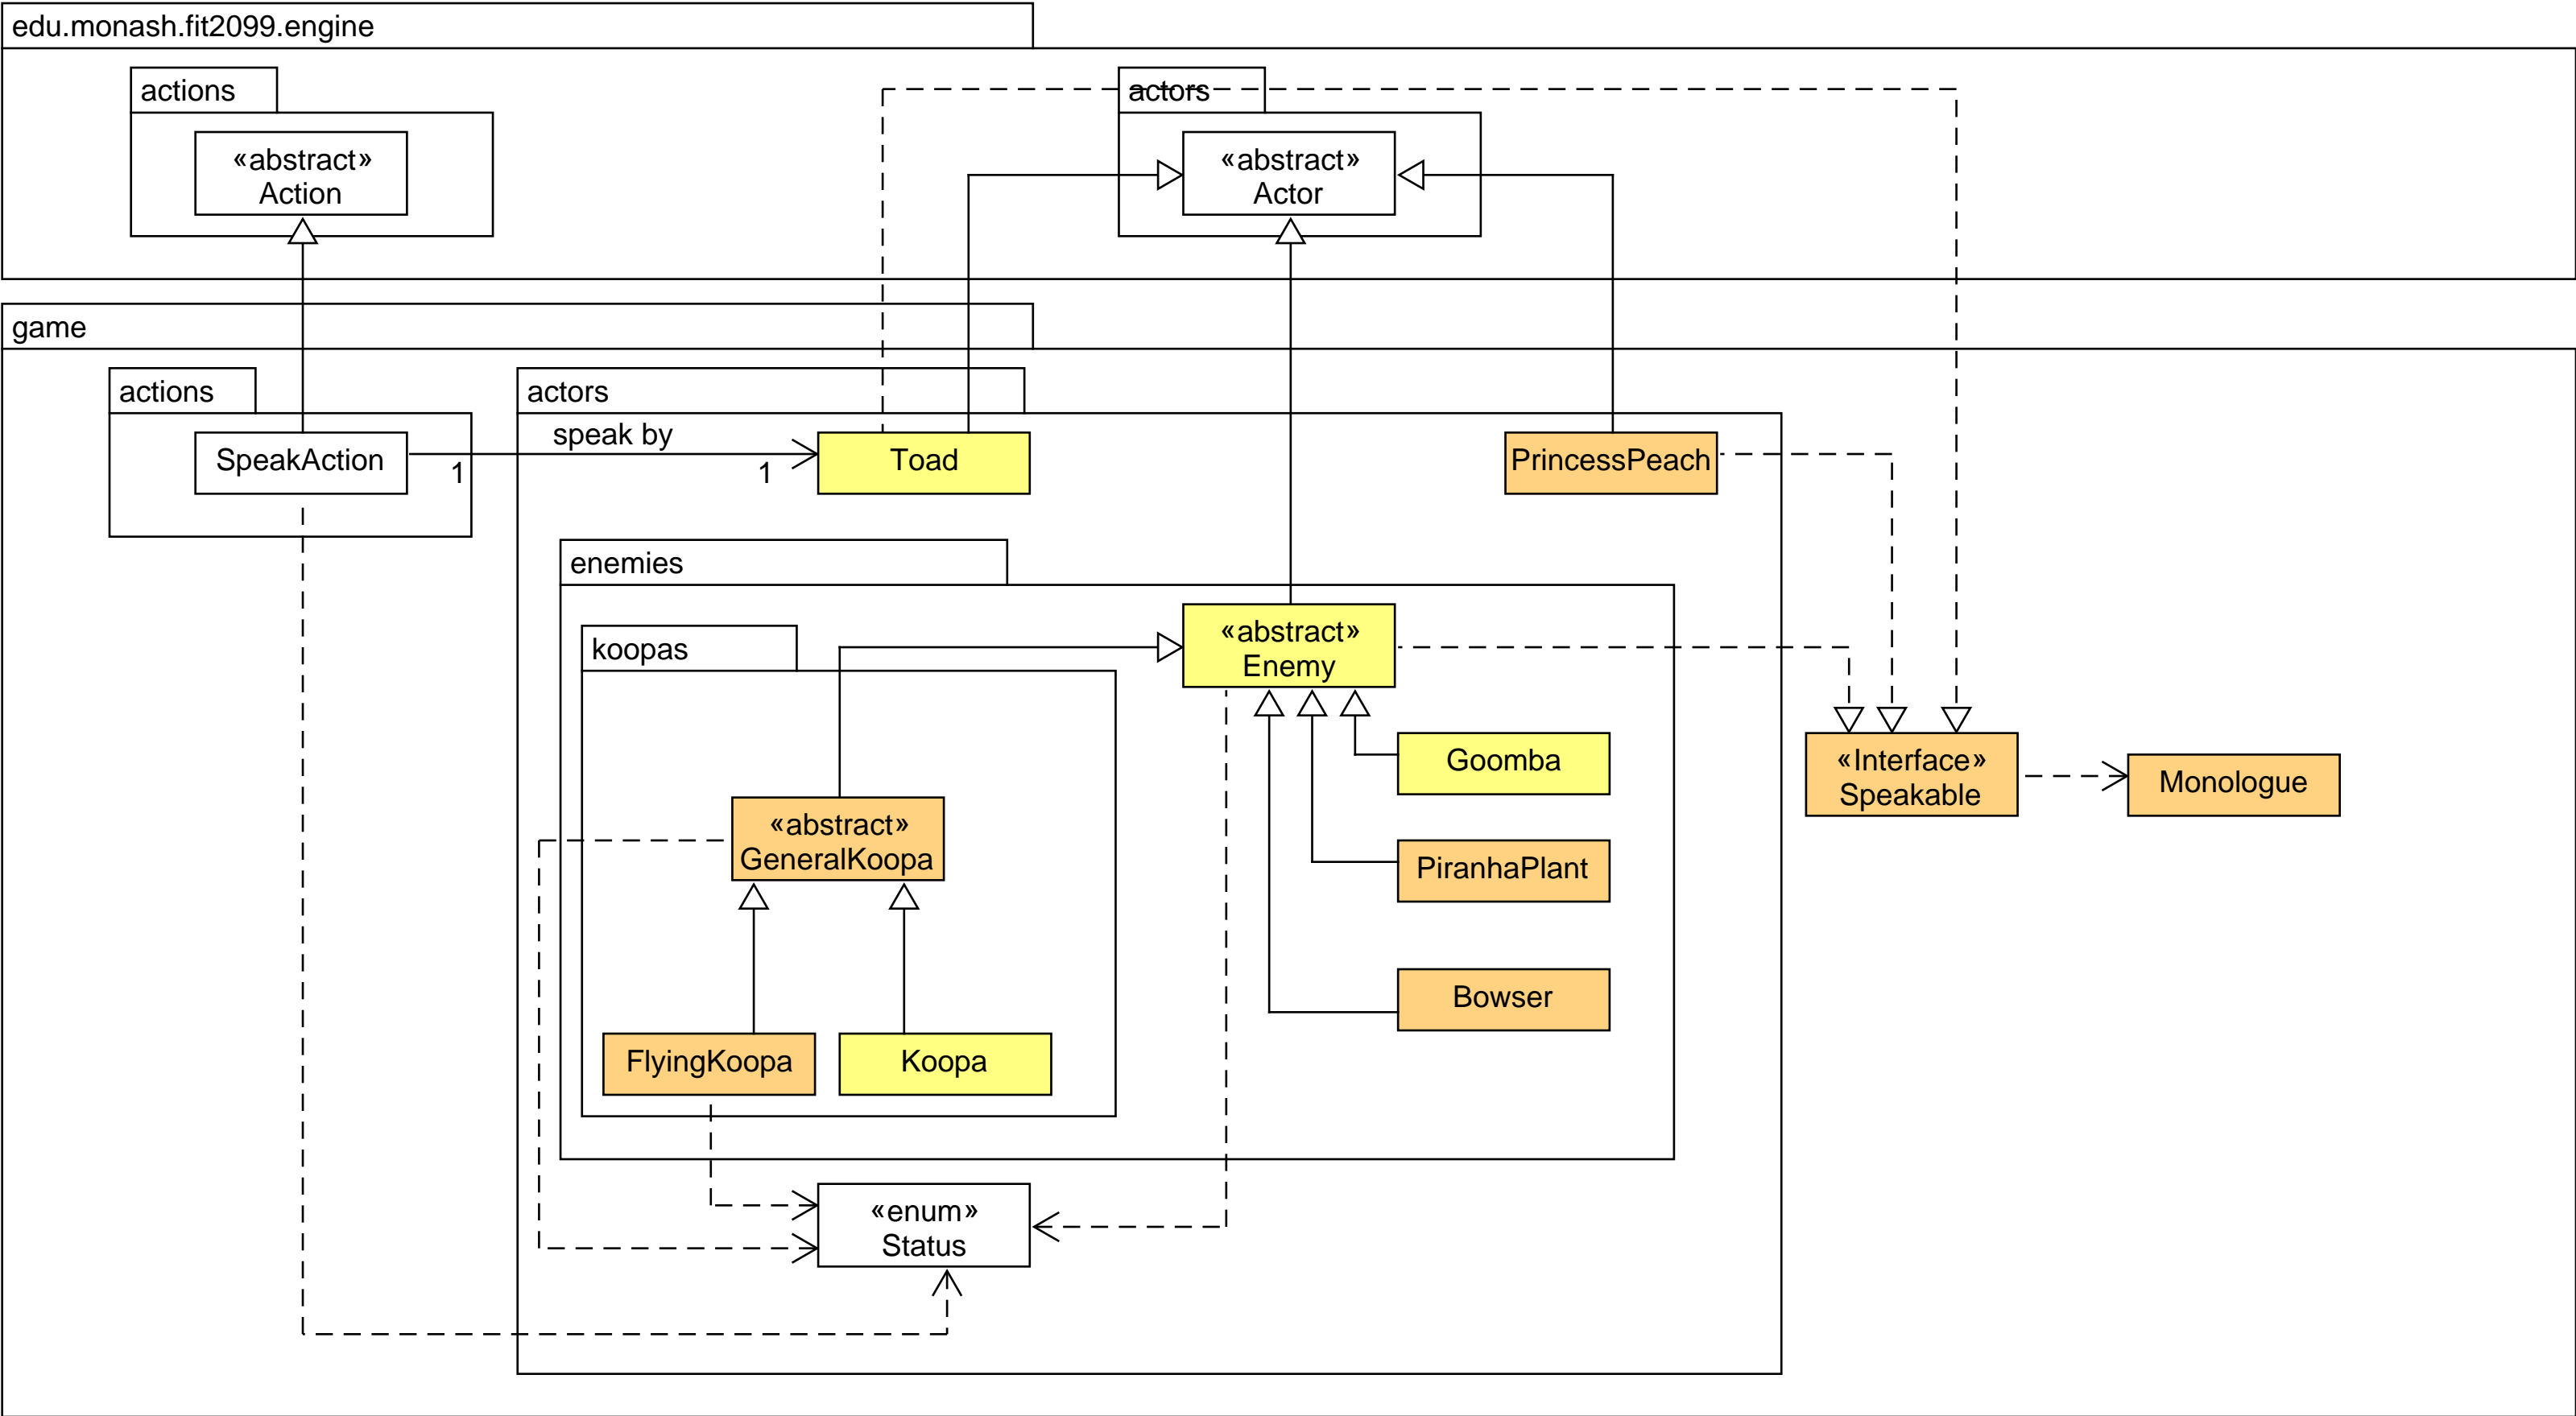 edu.monash.fit2099.engine
actions
«abstract»
Action
actors
«abstract»
Actor
game
actions
SpeakAction
1
speak by
1
actors
Toad
PrincessPeach
enemies
koopas
«abstract»
Enemy
Goomba
PiranhaPlant
Bowser
«abstract»
GeneralKoopa
FlyingKoopa
Koopa
«enum»
Status
«Interface»
Speakable
Monologue